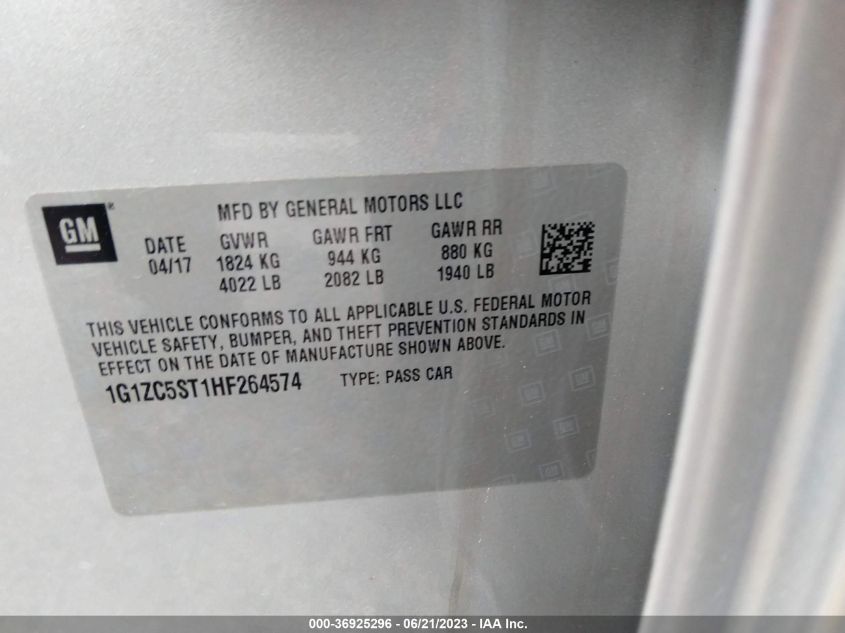 GM
MFD BY GENERAL MOTORS LLC
DATE GVWR GAWR FRT GAWR RR
04/17 1824 KG 944 KG 880 KG
4022 LB 2082 LB 1940 LB
THIS VEHICLE CONFORMS TO ALL APPLICABLE U.S. FEDERAL MOTOR
VEHICLE SAFETY, BUMPER, AND THEFT PREVENTION STANDARDS IN
EFFECT ON THE DATE OF MANUFACTURE SHOWN ABOVE.
1G1ZC5ST1HF264574 TYPE: PASS CAR
000-36925296 - 06/21/2023 - IAA Inc.